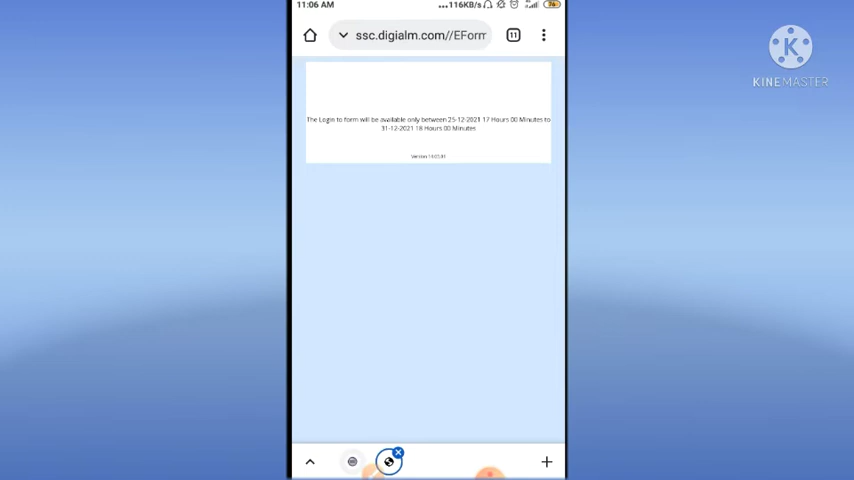 11:06 AM
...116KB/s
76
ssc.digialm.com//EForm
11
K
KINEMASTER
The Login to form will be available only between 25-12-2021 17 Hours 00 Minutes to
31-12-2021 18 Hours 00 Minutes